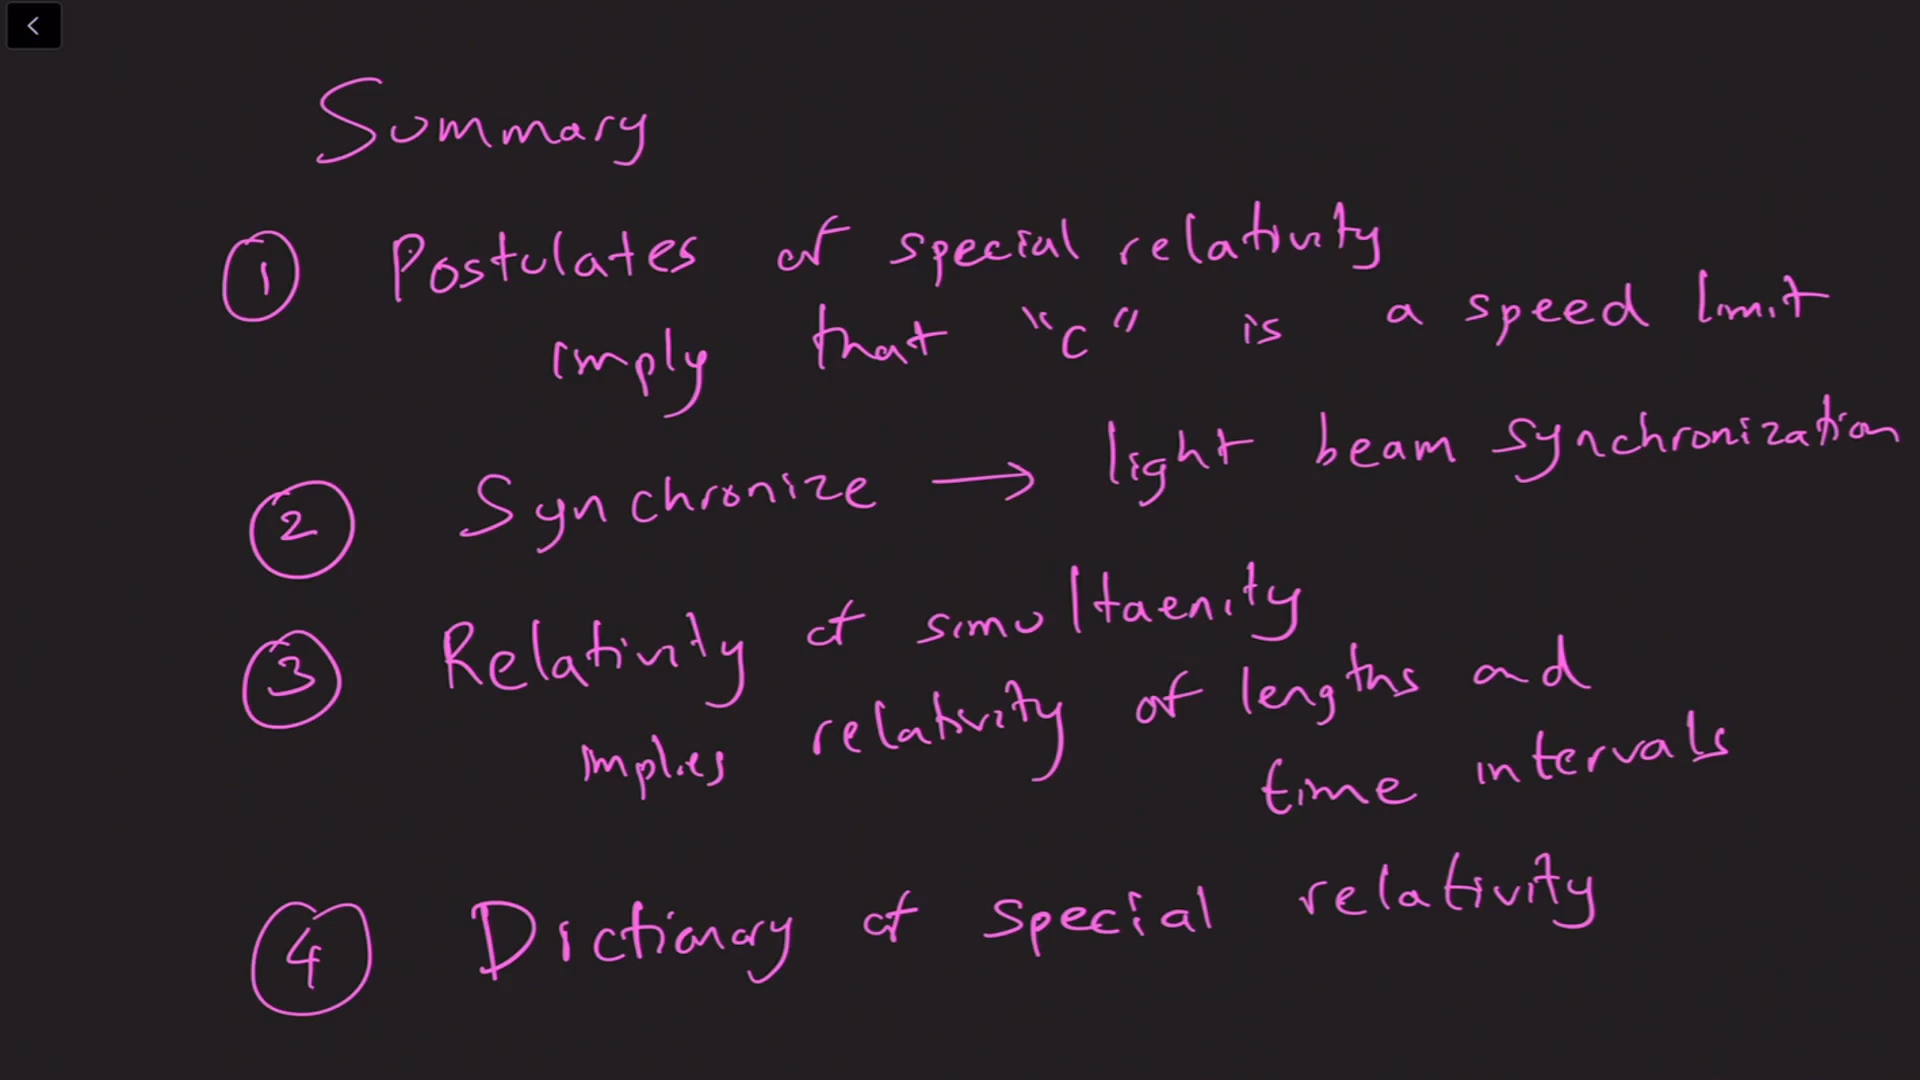 Summary
① Postulates of special relativity
imply that "c" is a speed limit
② Synchronize → light beam synchronization
③ Relativity of simultaenity
implies relativity of lengths and
time intervals
④ Dictionary of special relativity